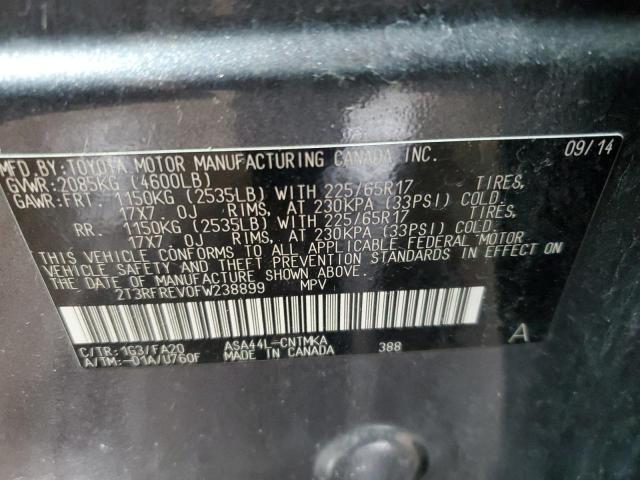 MFD.BY:TOYOTA MOTOR MANUFACTURING CANADA INC. 09/14
GVWR:2085KG (4600LB)
GAWR:FRT 1150KG (2535LB) WITH 225/65R17 TIRES,
17X7.0J RIMS, AT 230KPA (33PSI) COLD.
RR. 1150KG (2535LB) WITH 225/65R17 TIRES,
17X7.0J RIMS, AT 230KPA (33PSI) COLD.
THIS VEHICLE CONFORMS TO ALL APPLICABLE FEDERAL MOTOR
VEHICLE SAFETY AND THEFT PREVENTION STANDARDS IN EFFECT ON
THE DATE OF MANUFACTURE SHOWN ABOVE.
2T3RFREV0FW238899 MPV
C/TR:1G3/FA20 ASA44L-CNTMKA 388 A
A/TM:-01A/U760F MADE IN CANADA